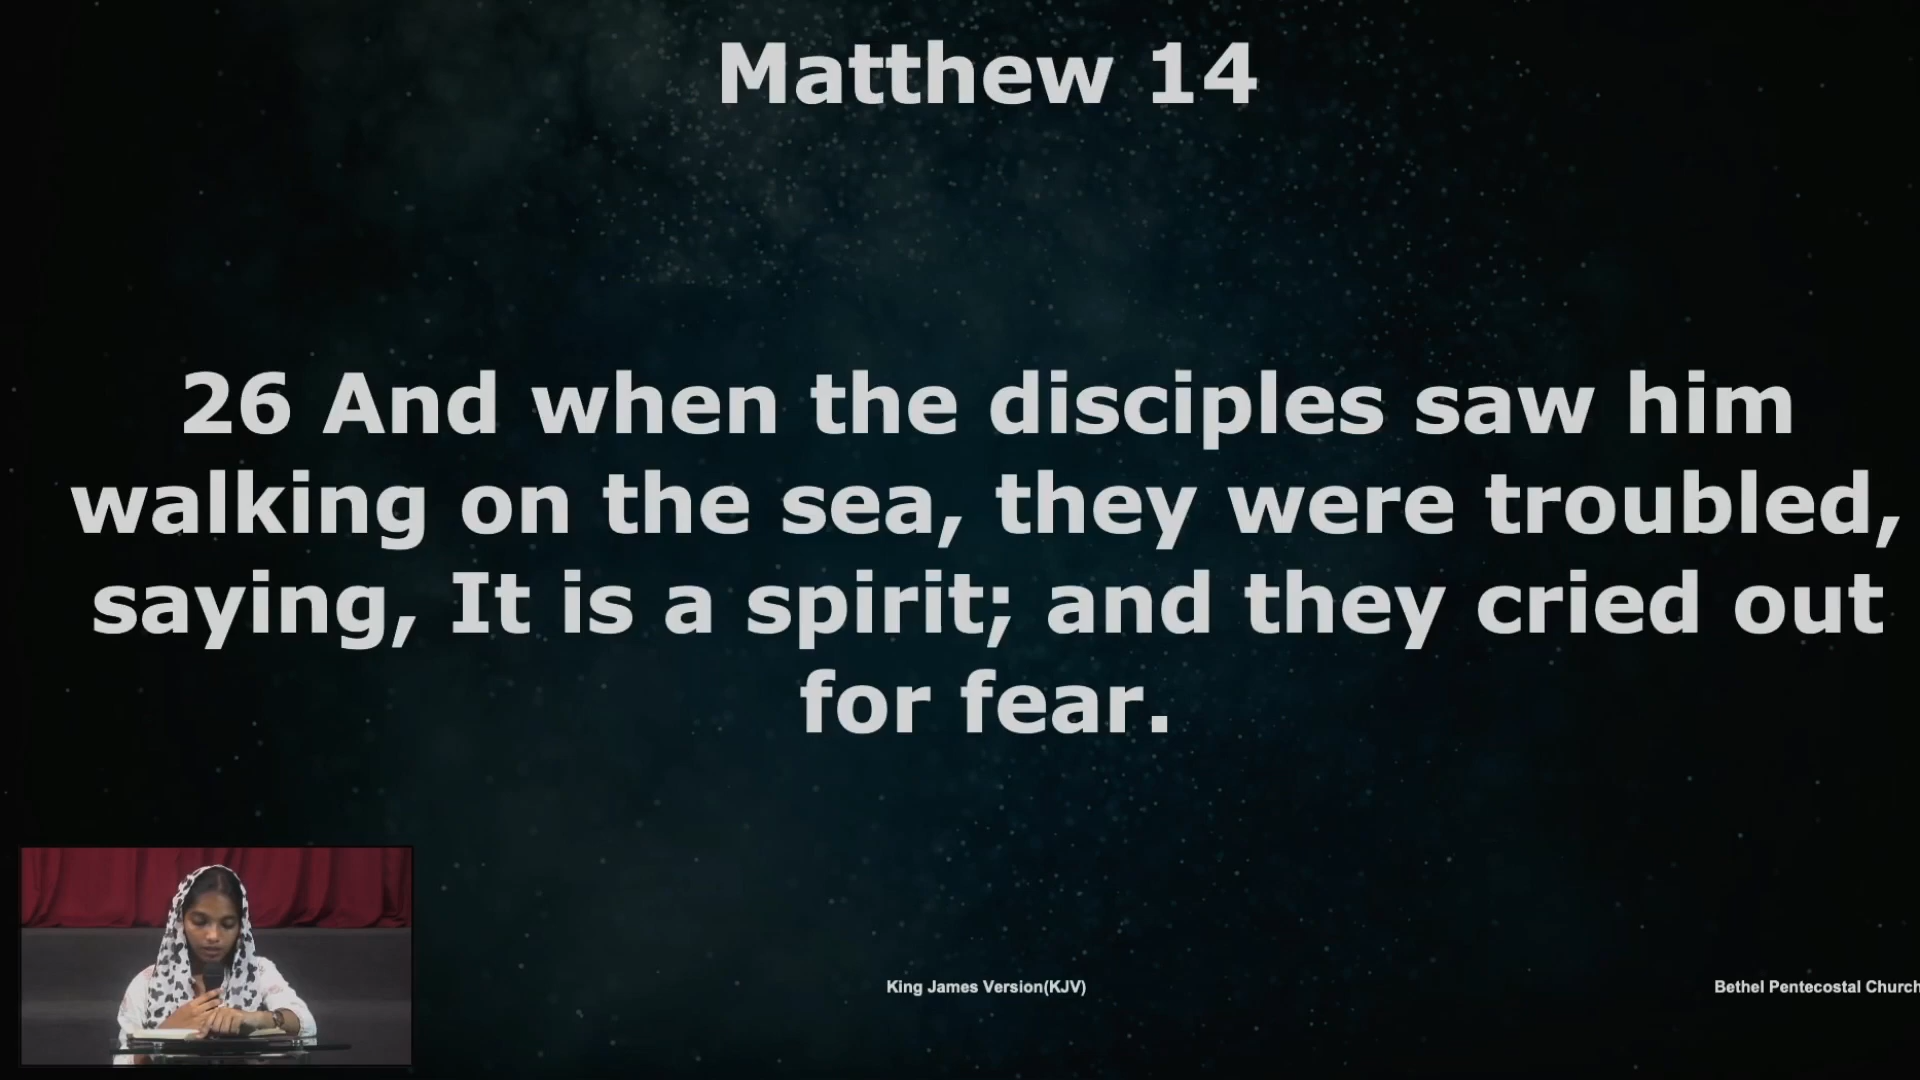 Matthew 14
26 And when the disciples saw him
walking on the sea, they were troubled,
saying, It is a spirit; and they cried out
for fear.
King James Version(KJV)
Bethel Pentecostal Church